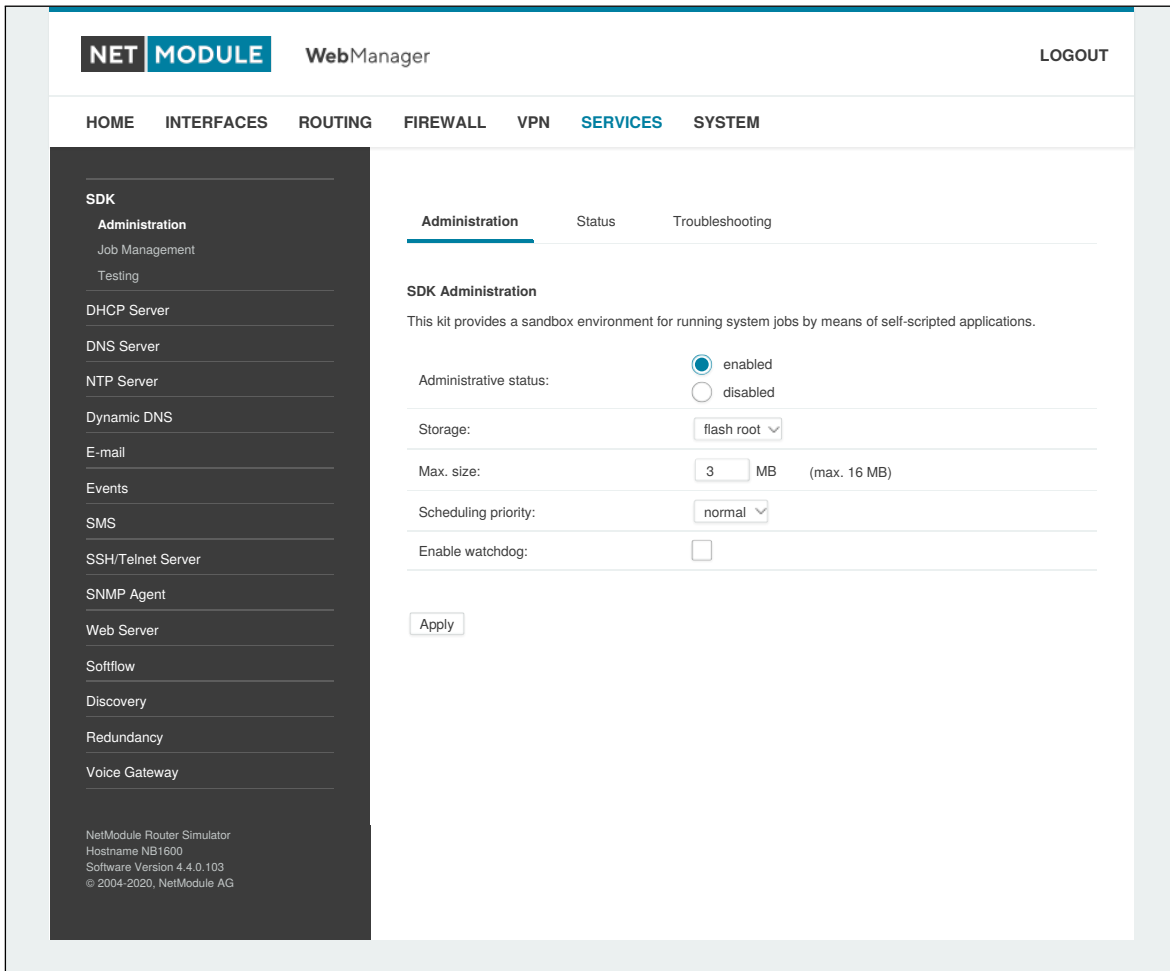 NET MODULE WebManager LOGOUT
HOME INTERFACES ROUTING FIREWALL VPN SERVICES SYSTEM
SDK
Administration
Job Management
Testing
DHCP Server
DNS Server
NTP Server
Dynamic DNS
E-mail
Events
SMS
SSH/Telnet Server
SNMP Agent
Web Server
Softflow
Discovery
Redundancy
Voice Gateway
NetModule Router Simulator
Hostname NB1600
Software Version 4.4.0.103
© 2004-2020, NetModule AG
Administration Status Troubleshooting
SDK Administration
This kit provides a sandbox environment for running system jobs by means of self-scripted applications.
enabled
Administrative status:
disabled
Storage: flash root
Max. size: 3 MB (max. 16 MB)
Scheduling priority: normal
Enable watchdog:
Apply